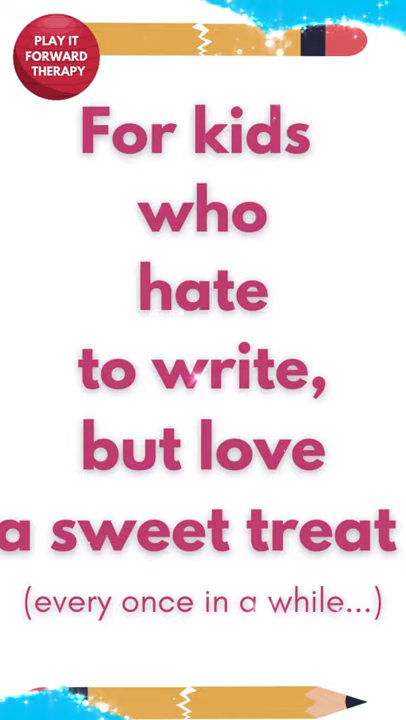 PLAY IT
FORWARD
THERAPY
For kids
who
hate
to write,
but love
a sweet treat
(every once in a while...)